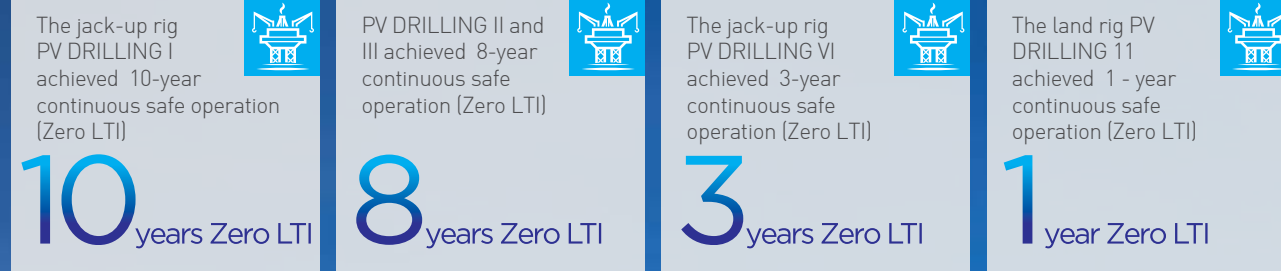 The jack-up rig
PV DRILLING I
achieved 10-year
continuous safe operation
(Zero LTI)
10 years Zero LTI
PV DRILLING II and
III achieved 8-year
continuous safe
operation (Zero LTI)
8 years Zero LTI
The jack-up rig
PV DRILLING VI
achieved 3-year
continuous safe
operation (Zero LTI)
3 years Zero LTI
The land rig PV
DRILLING 11
achieved 1 - year
continuous safe
operation (Zero LTI)
1 year Zero LTI